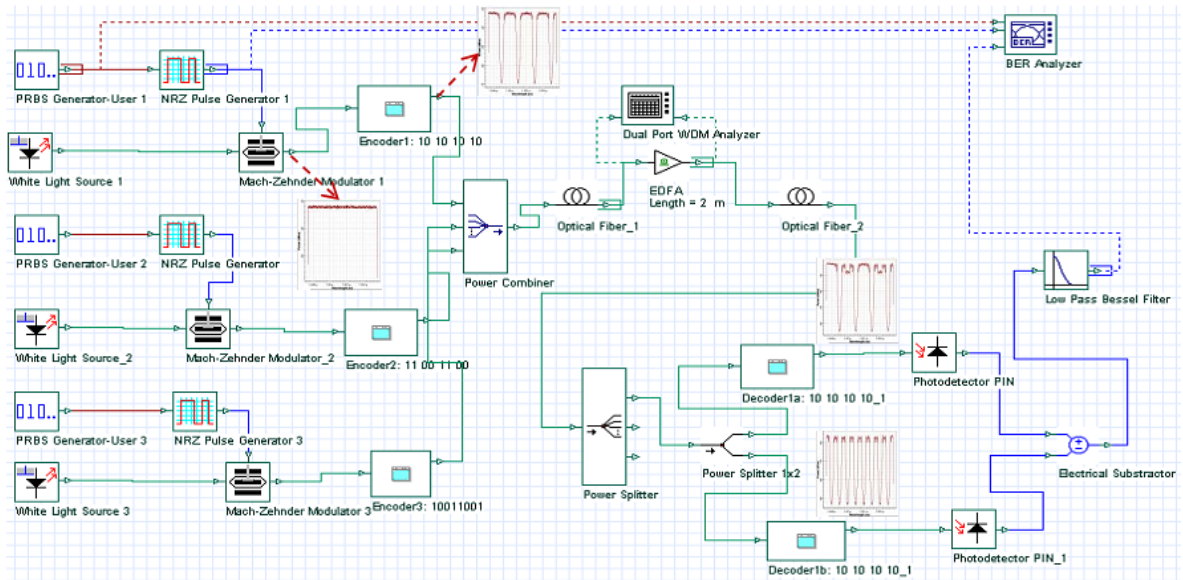 BER Analyzer
PRBS Generator-User 1
NRZ Pulse Generator 1
Encoder1: 10 10 10 10
Dual Port WDM Analyzer
White Light Source 1
Mach-Zehnder Modulator 1
EDFA
Length = 2 m
Optical Fiber_1
Optical Fiber_2
PRBS Generator-User 2
NRZ Pulse Generator
Power Combiner
Low Pass Bessel Filter
White Light Source_2
Mach-Zehnder Modulator_2
Encoder2: 11 00 11 00
Photodetector PIN
Decoder1a: 10 10 10 10_1
PRBS Generator-User 3
NRZ Pulse Generator 3
Power Splitter 1x2
Electrical Substractor
Power Splitter
White Light Source 3
Mach-Zehnder Modulator 3
Encoder3: 10011001
Photodetector PIN_1
Decoder1b: 10 10 10 10_1